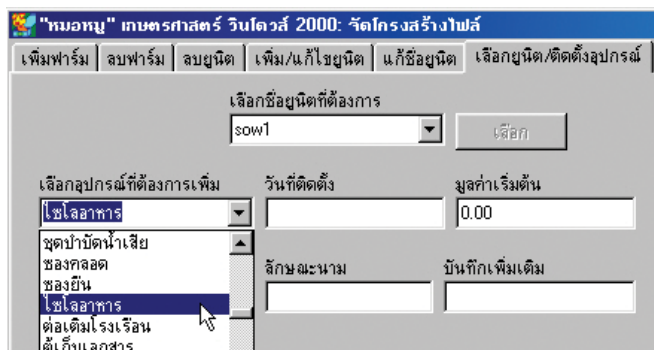 "หมอหมู" เกษตรศาสตร์ วินโดวส์ 2000: จัดโครงสร้างไฟล์
เพิ่มฟาร์ม ลบฟาร์ม ลบยูนิต เพิ่ม/แก้ไขยูนิต แก้ชื่อยูนิต เลือกยูนิต/ติดตั้งอุปกรณ์
เลือกชื่อยูนิตที่ต้องการ
sow1 เลือก
เลือกอุปกรณ์ที่ต้องการเพิ่ม วันที่ติดตั้ง มูลค่าเริ่มต้น
ไซโลอาหาร 0.00
ชุดบำบัดน้ำเสีย
ซองคลอด ลักษณะนาม บันทึกเพิ่มเติม
ซองยืน
ไซโลอาหาร
ต่อเติมโรงเรือน
ตู้เก็บเอกสาร